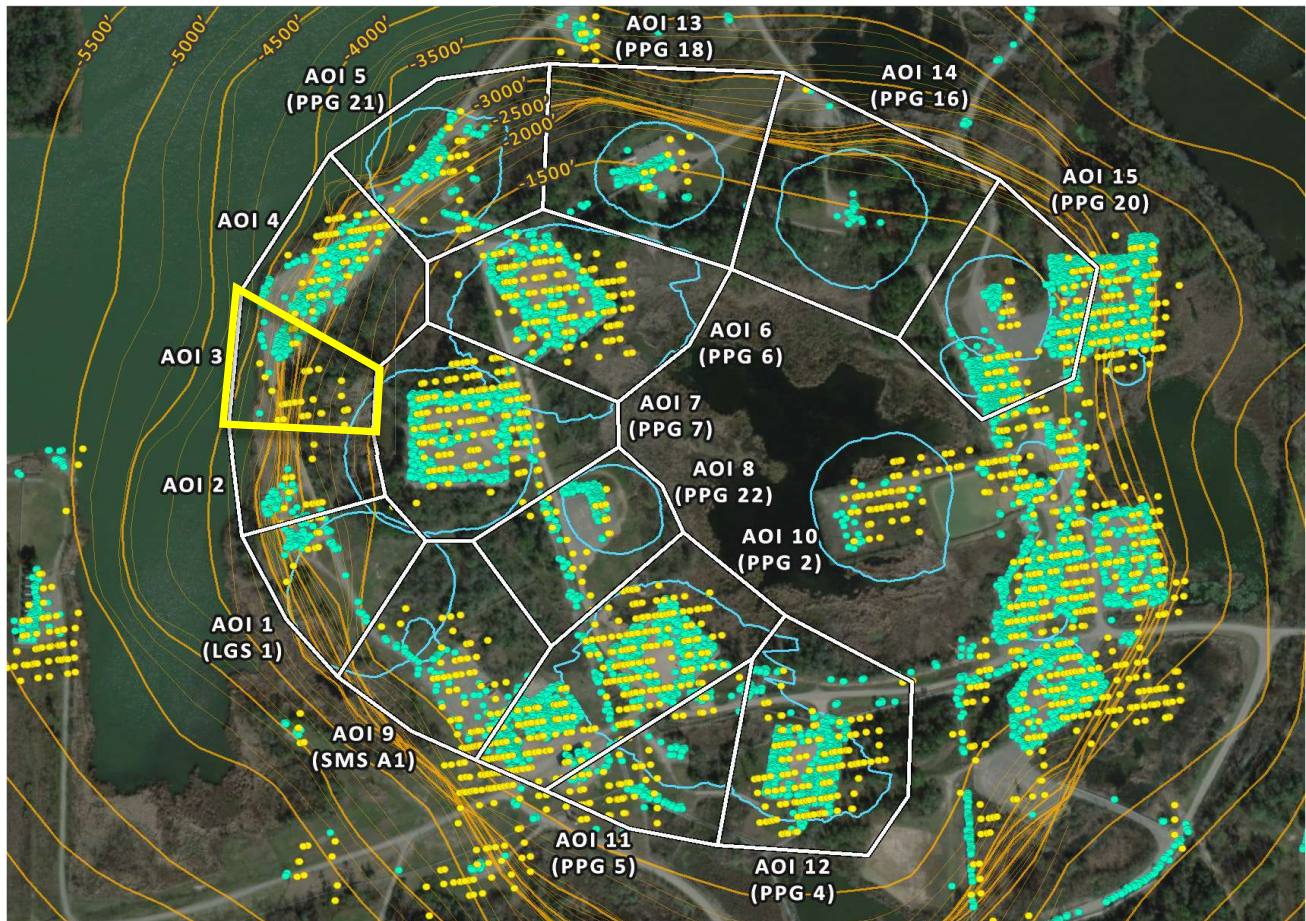 -5500'
-5000'
-4500'
-4000'
-3500'
-3000'
-2500'
-2000'
-1500'
AOI 13
(PPG 18)
AOI 14
(PPG 16)
AOI 5
(PPG 21)
AOI 15
(PPG 20)
AOI 4
AOI 3
AOI 6
(PPG 6)
AOI 7
(PPG 7)
AOI 8
(PPG 22)
AOI 2
AOI 10
(PPG 2)
AOI 1
(LGS 1)
AOI 9
(SMS A1)
AOI 11
(PPG 5)
AOI 12
(PPG 4)